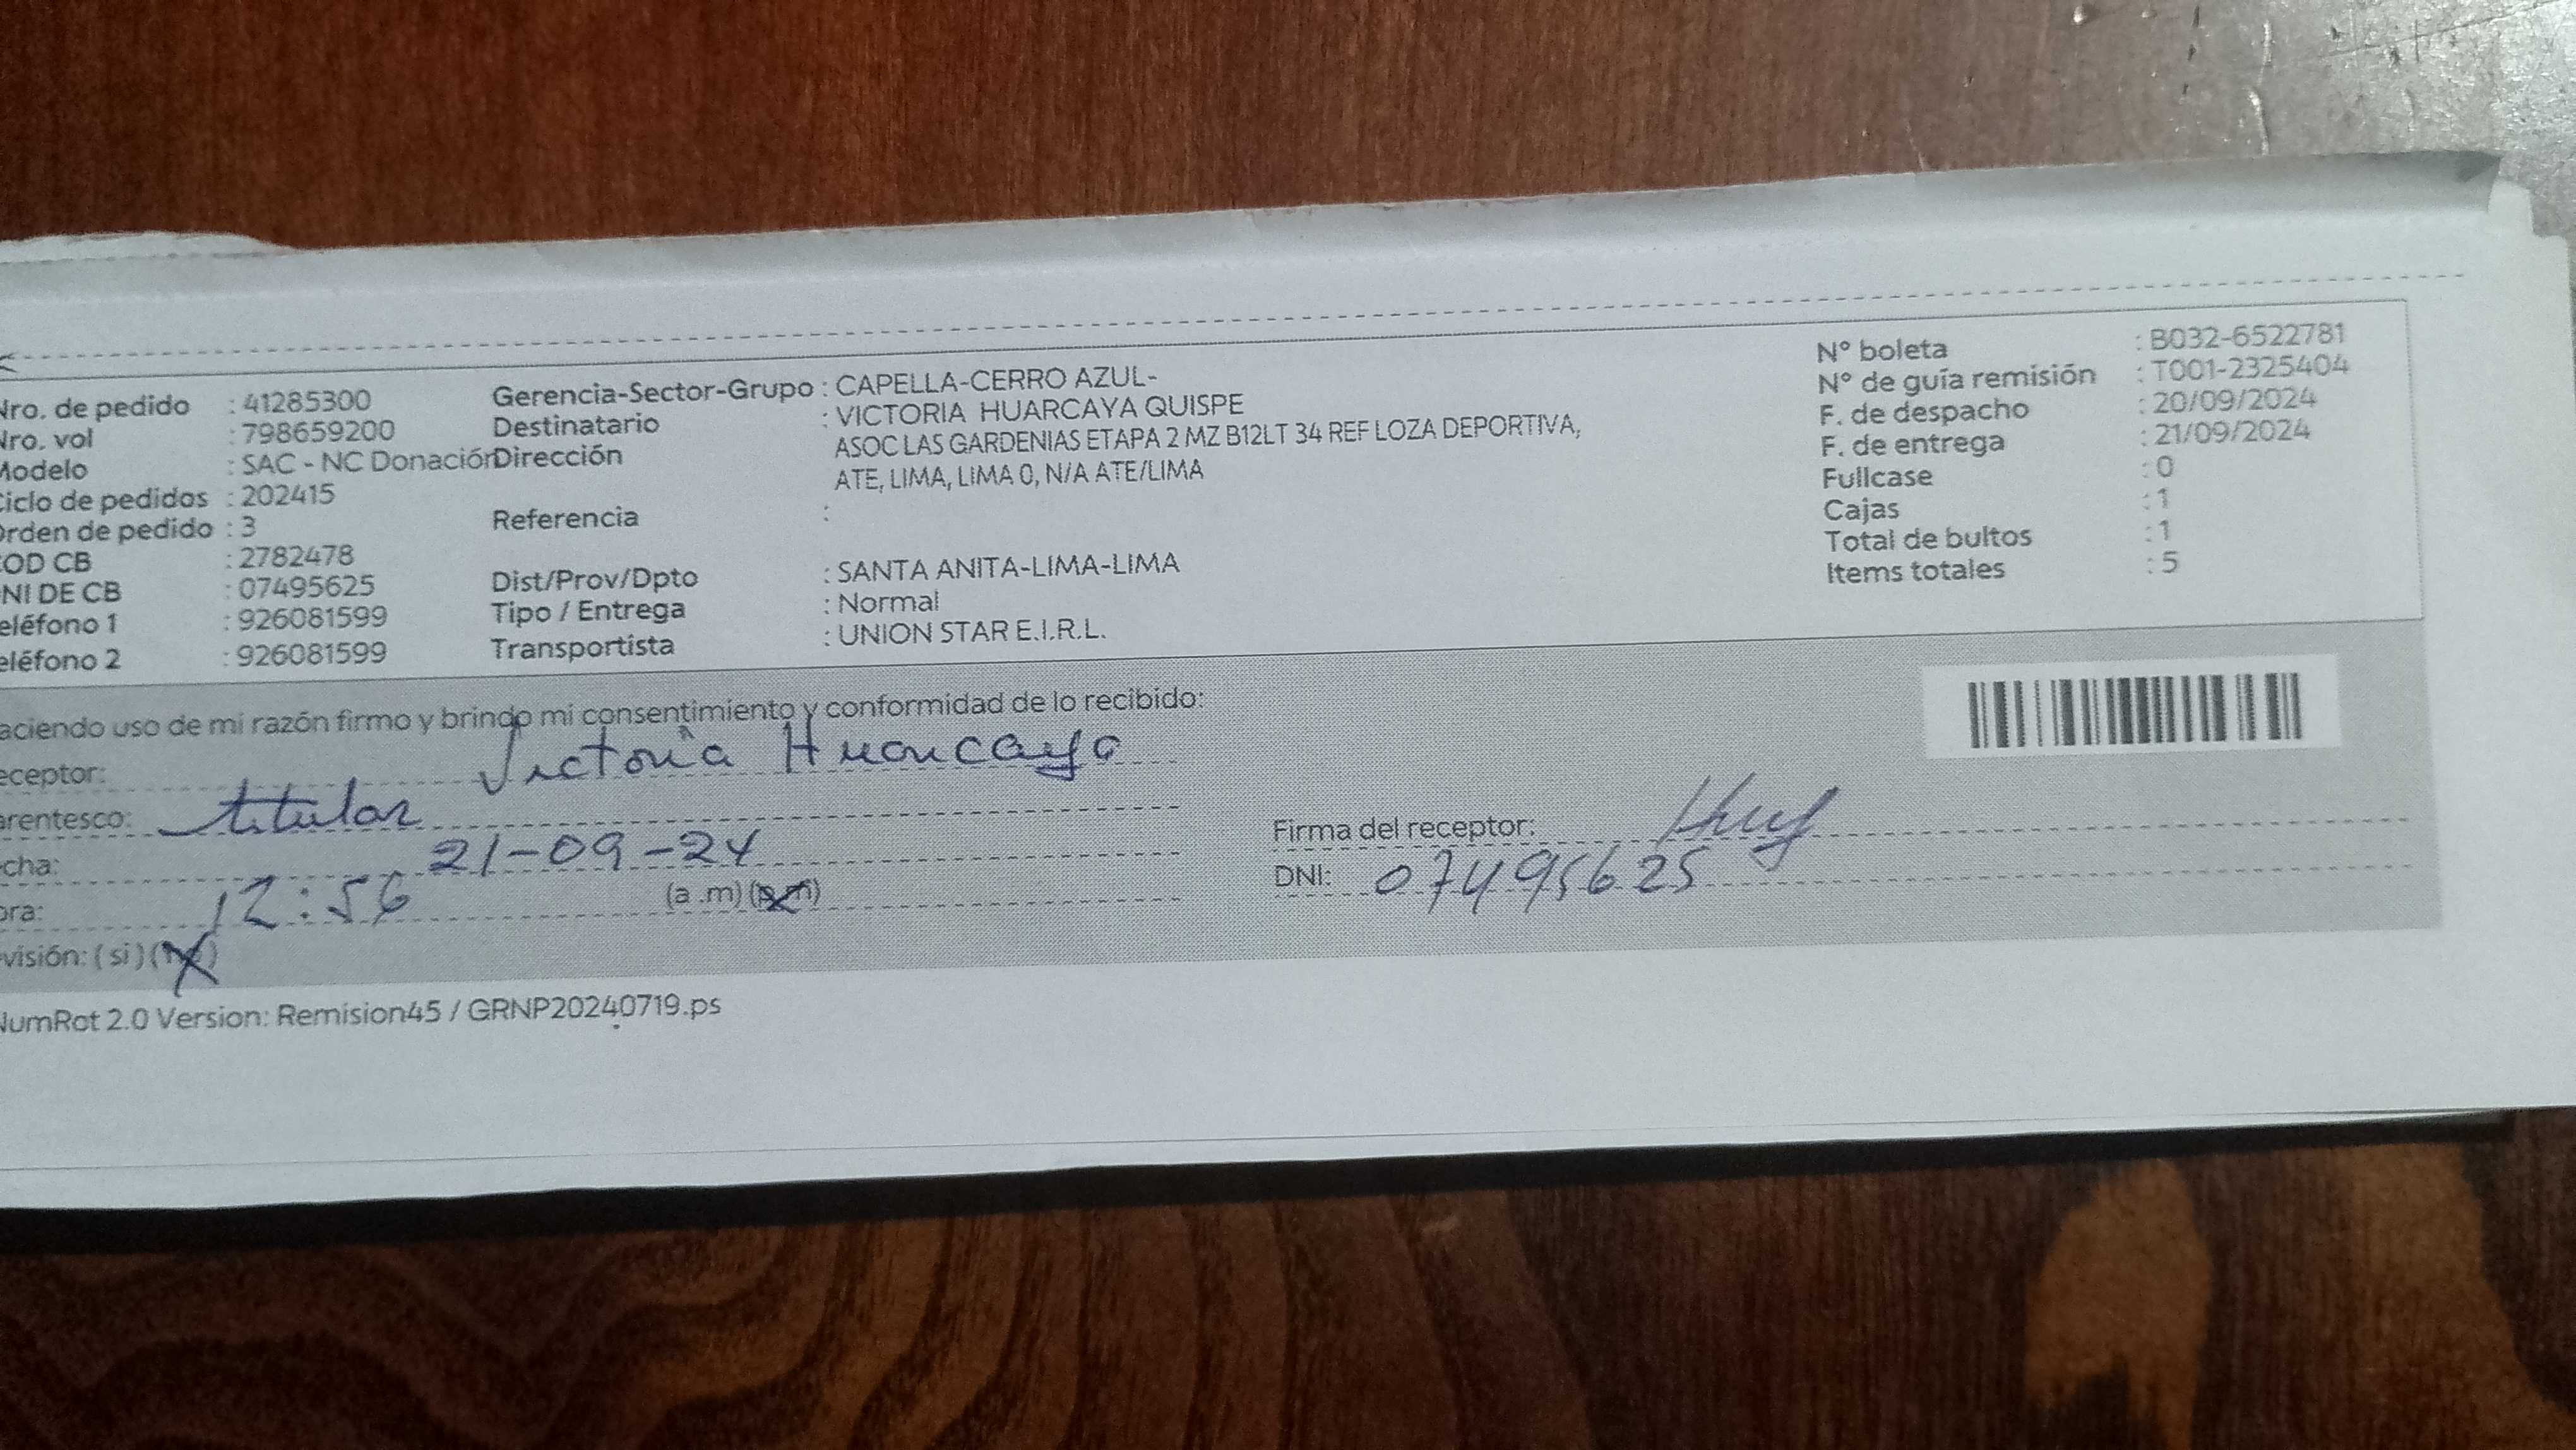 Nro. de pedido : 41285300
Nro. vol : 798659200
Modelo : SAC - NC Donación
Ciclo de pedidos : 202415
Orden de pedido : 3
COD CB : 2782478
DNI DE CB : 07495625
Teléfono 1 : 926081599
Teléfono 2 : 926081599
Gerencia-Sector-Grupo : CAPELLA-CERRO AZUL-
Destinatario : VICTORIA HUARCAYA QUISPE
Dirección ASOC LAS GARDENIAS ETAPA 2 MZ B12LT 34 REF LOZA DEPORTIVA,
ATE, LIMA, LIMA 0, N/A ATE/LIMA
Referencia :
Dist/Prov/Dpto : SANTA ANITA-LIMA-LIMA
Tipo / Entrega : Normal
Transportista : UNION STAR E.I.R.L.
N° boleta : B032-6522781
N° de guía remisión : T001-2325404
F. de despacho : 20/09/2024
F. de entrega : 21/09/2024
Fullcase : 0
Cajas : 1
Total de bultos : 1
Items totales : 5
aciendo uso de mi razón firmo y brindo mi consentimiento y conformidad de lo recibido:
eceptor: Victoria Huarcaya
arentesco: titular
cha: 21-09-24
ora: 12:56 (a .m) (p.m)
visión: ( si ) (no)
Firma del receptor:
DNI: 07495625
NumRot 2.0 Version: Remision45 / GRNP20240719.ps